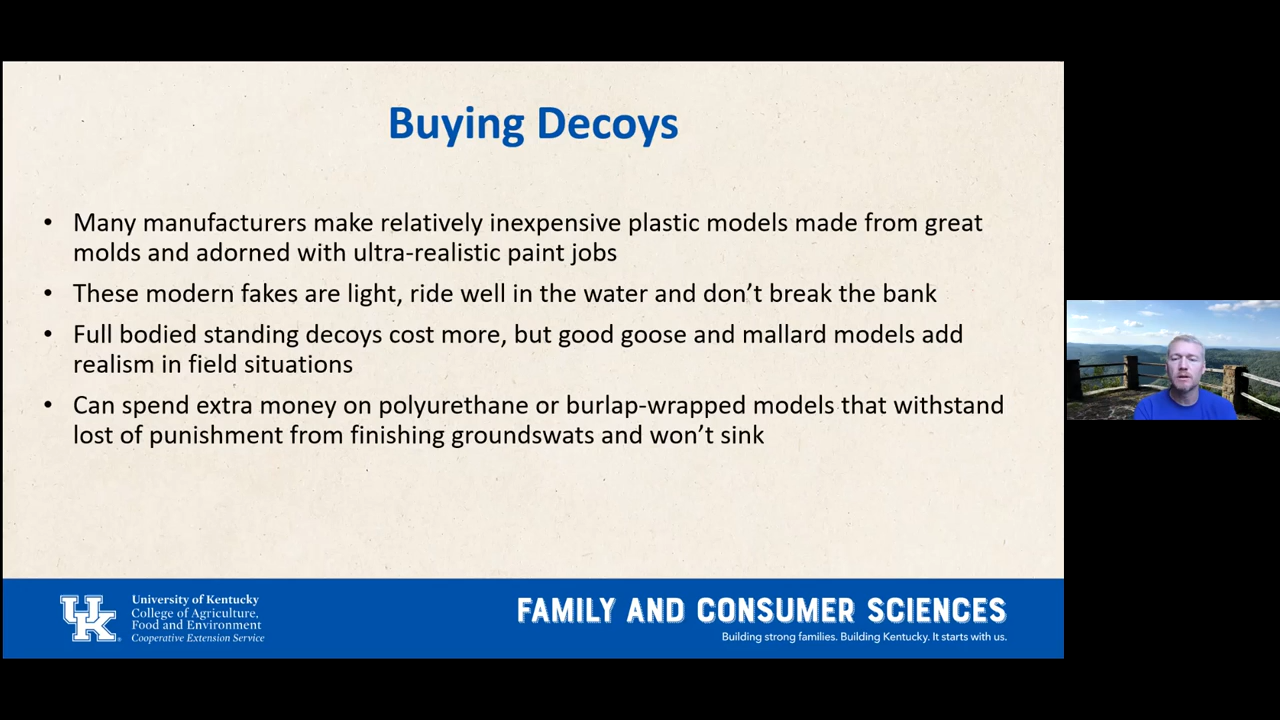 Buying Decoys
• Many manufacturers make relatively inexpensive plastic models made from great
molds and adorned with ultra-realistic paint jobs
• These modern fakes are light, ride well in the water and don’t break the bank
• Full bodied standing decoys cost more, but good goose and mallard models add
realism in field situations
• Can spend extra money on polyurethane or burlap-wrapped models that withstand
lost of punishment from finishing groundswats and won’t sink
UK
University of Kentucky
College of Agriculture,
Food and Environment
Cooperative Extension Service
FAMILY AND CONSUMER SCIENCES
Building strong families. Building Kentucky. It starts with us.